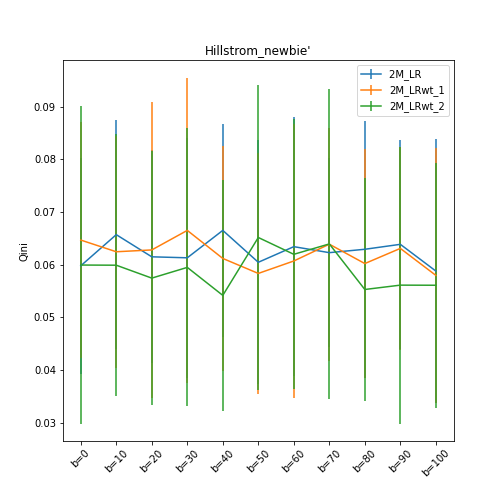 Hillstrom_newbie'
2M_LR
2M_LRwt_1
2M_LRwt_2
Qini
0.09
0.08
0.07
0.06
0.05
0.04
0.03
b=0
b=10
b=20
b=30
b=40
b=50
b=60
b=70
b=80
b=90
b=100